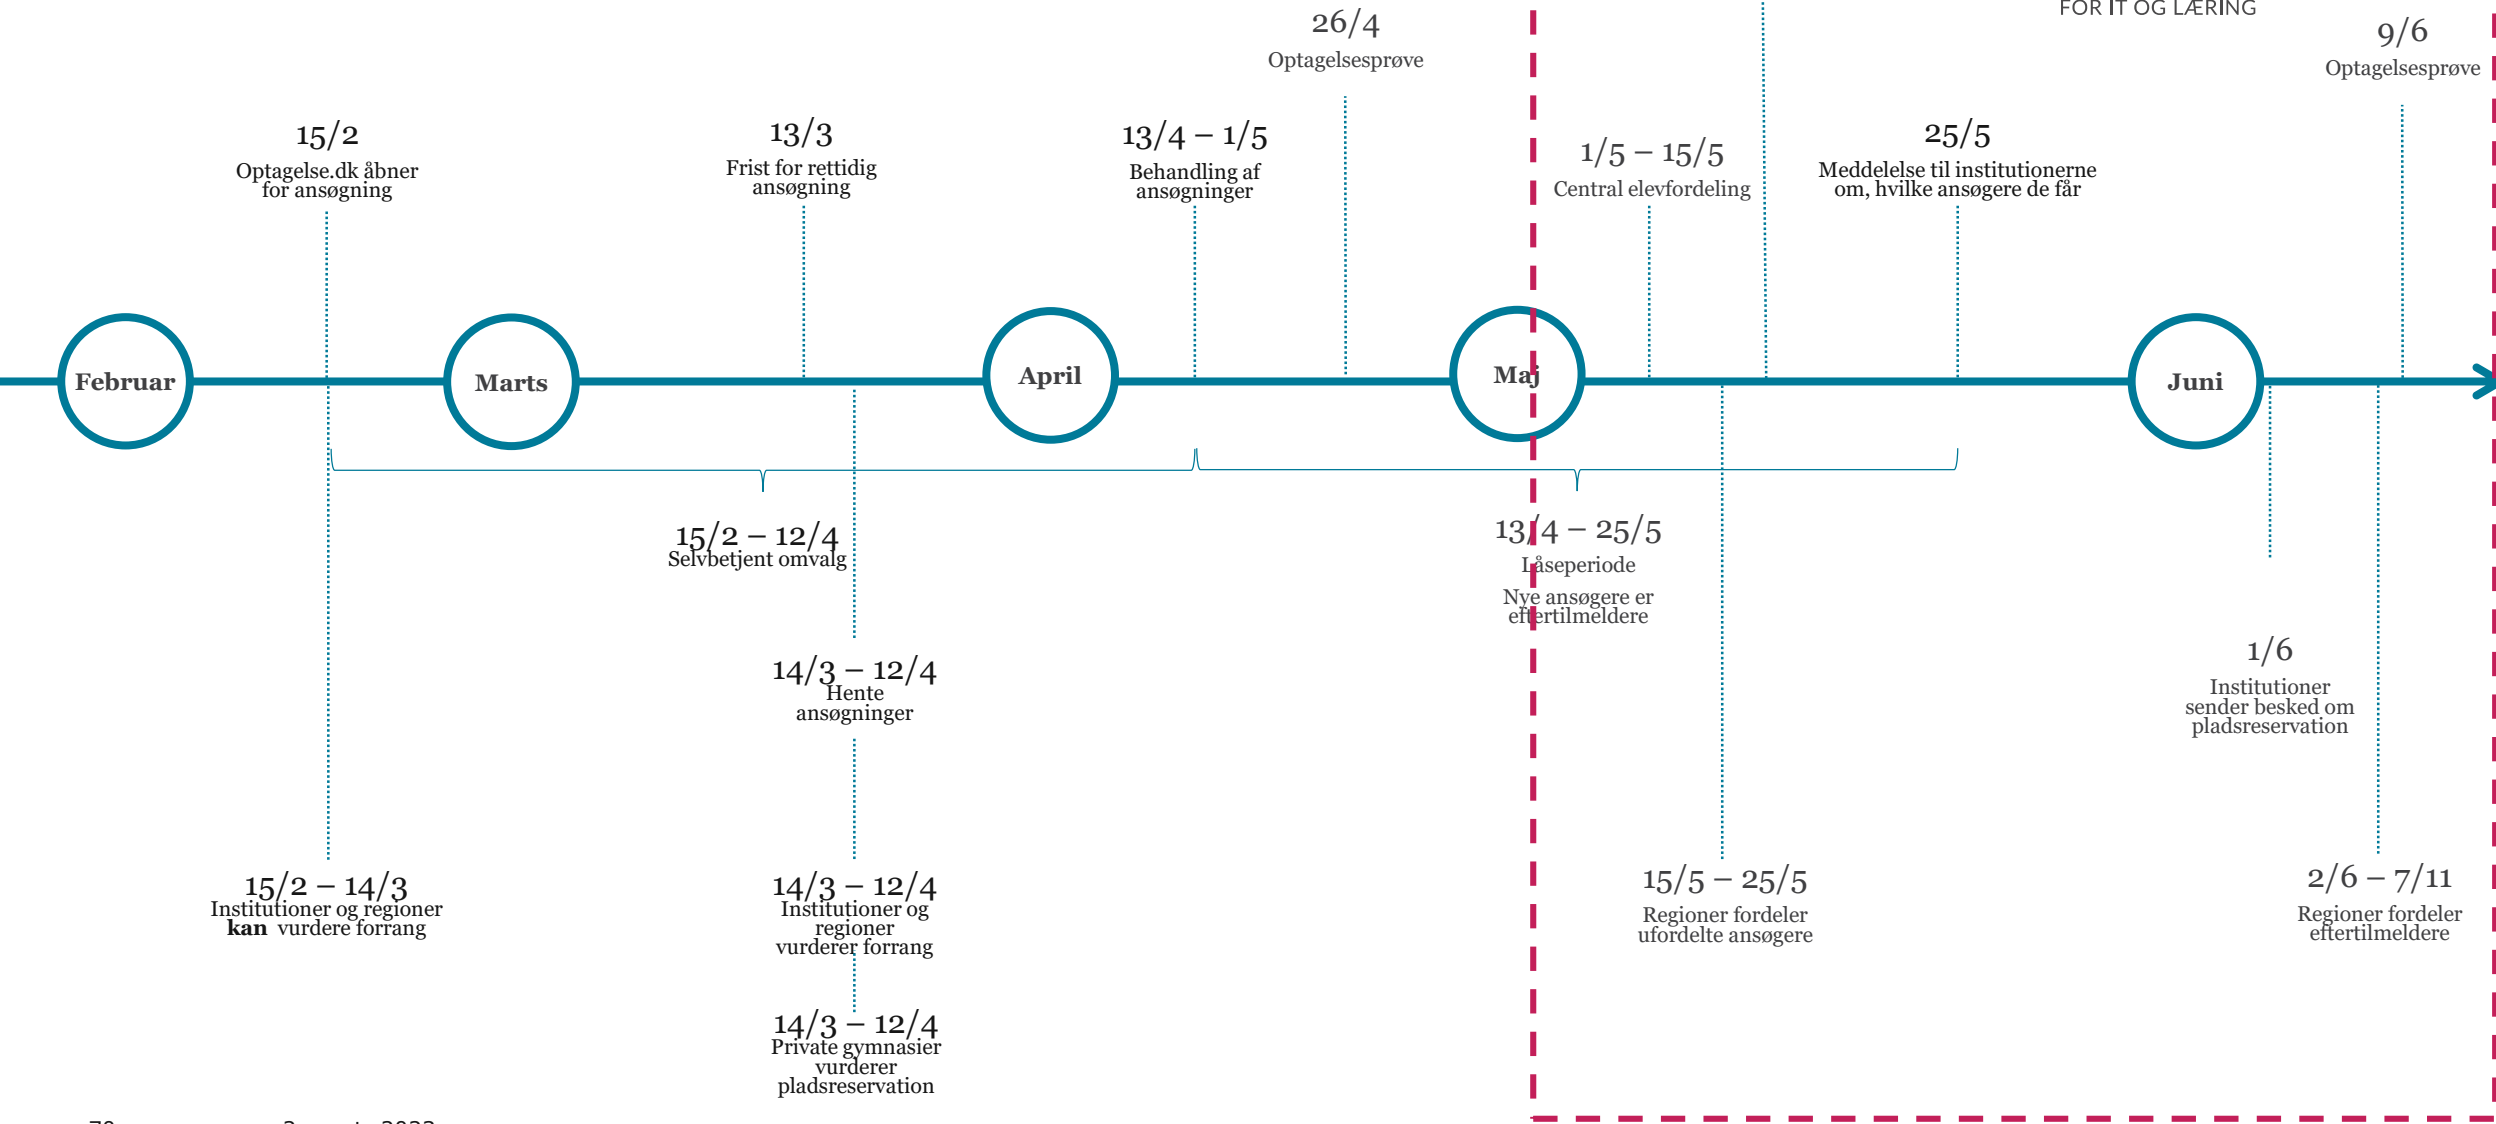 FOR IT OG LÆRING
26/4
Optagelsesprøve
9/6
Optagelsesprøve
15/2
Optagelse.dk åbner
for ansøgning
13/3
Frist for rettidig
ansøgning
13/4 – 1/5
Behandling af
ansøgninger
1/5 – 15/5
Central elevfordeling
25/5
Meddelelse til institutionerne
om, hvilke ansøgere de får
Februar
Marts
April
Maj
Juni
15/2 – 12/4
Selvbetjent omvalg
13/4 – 25/5
Låseperiode
Nye ansøgere er
eftertilmeldere
14/3 – 12/4
Hente
ansøgninger
1/6
Institutioner
sender besked om
pladsreservation
15/2 – 14/3
Institutioner og regioner
kan vurdere forrang
14/3 – 12/4
Institutioner og
regioner
vurderer forrang
15/5 – 25/5
Regioner fordeler
ufordelte ansøgere
2/6 – 7/11
Regioner fordeler
eftertilmeldere
14/3 – 12/4
Private gymnasier
vurderer
pladsreservation